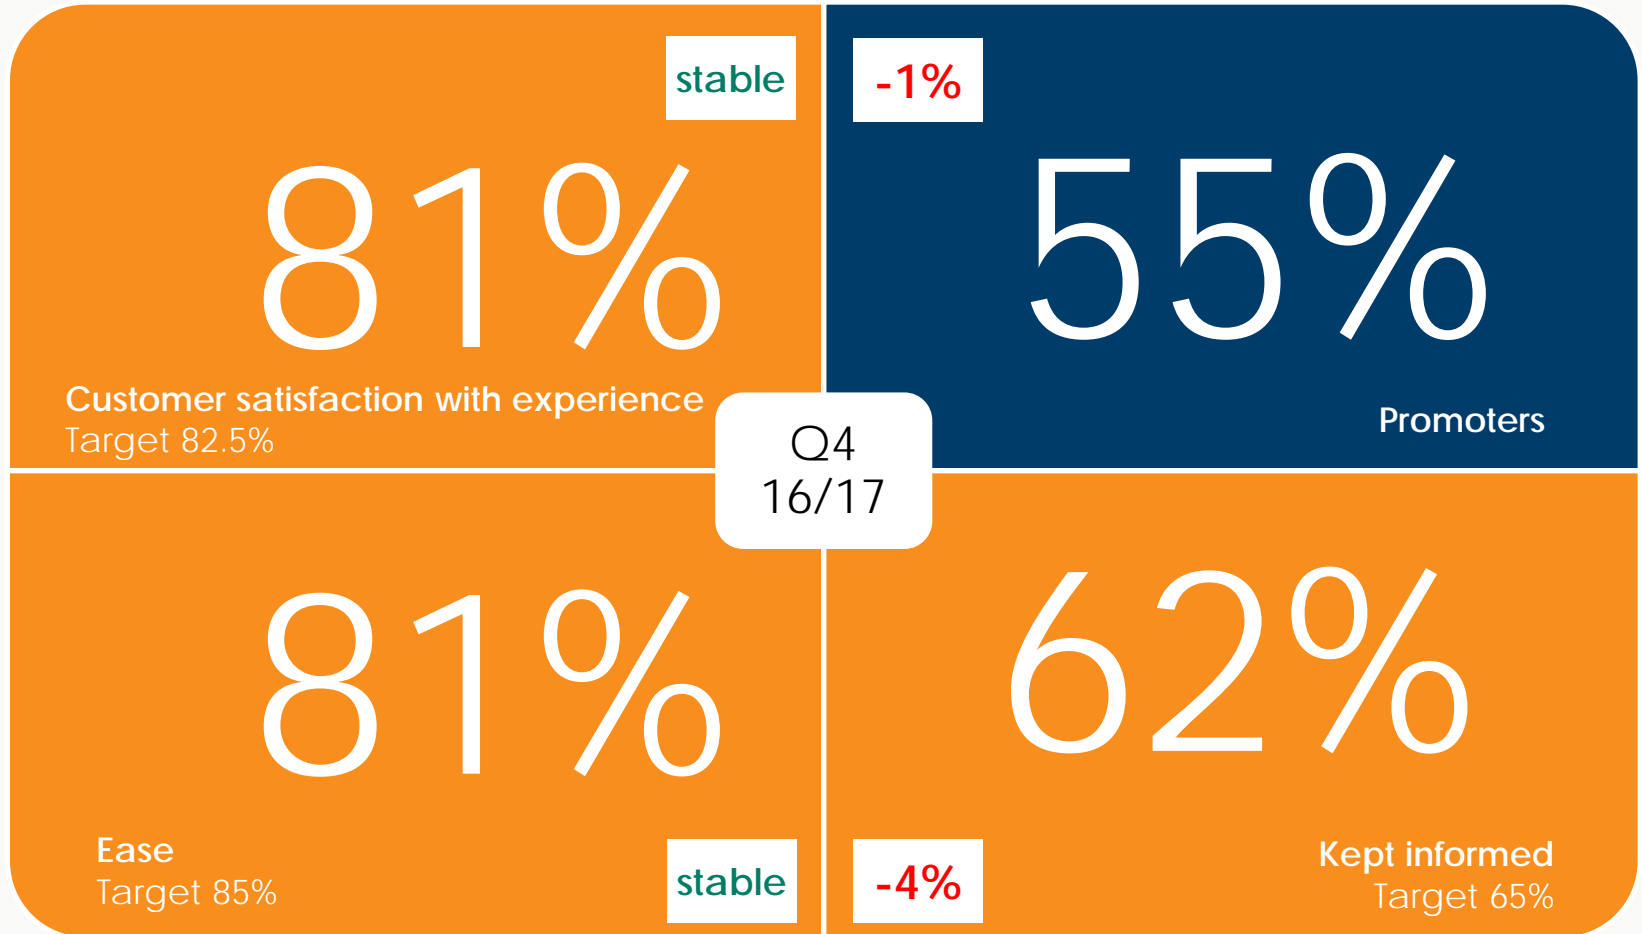 stable
81%
Customer satisfaction with experience
Target 82.5%
-1%
55%
Promoters
Q4
16/17
81%
Ease
Target 85%
stable
62%
Kept informed
Target 65%
-4%